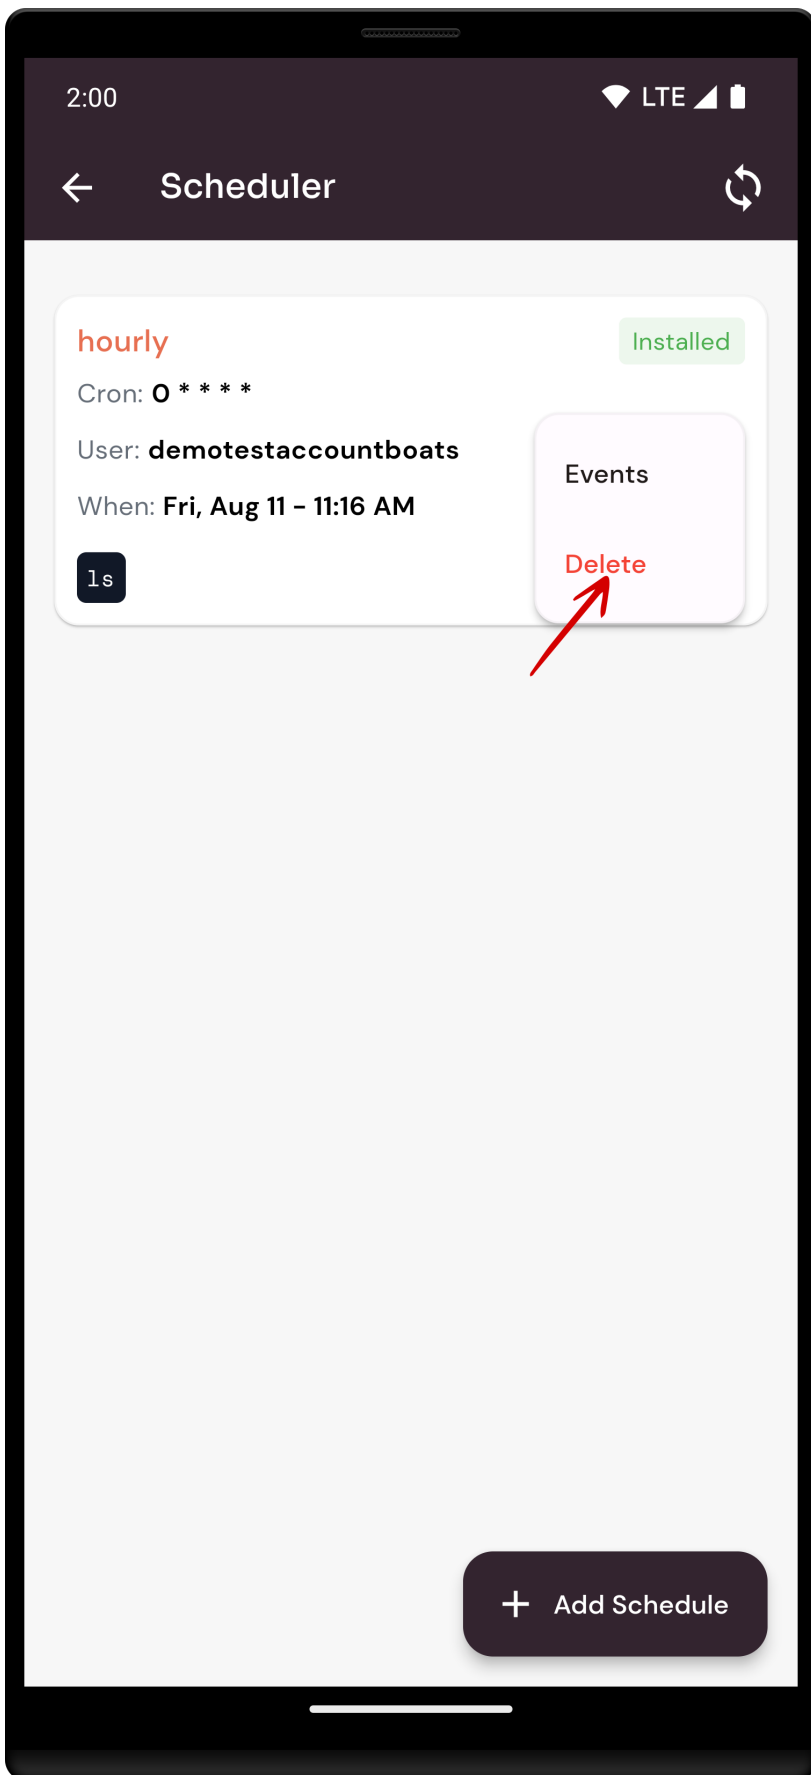 2:00 LTE
Scheduler
hourly Installed
Cron: 0 * * * *
User: demotestaccountboats
When: Fri, Aug 11 - 11:16 AM
ls
Events
Delete
+ Add Schedule